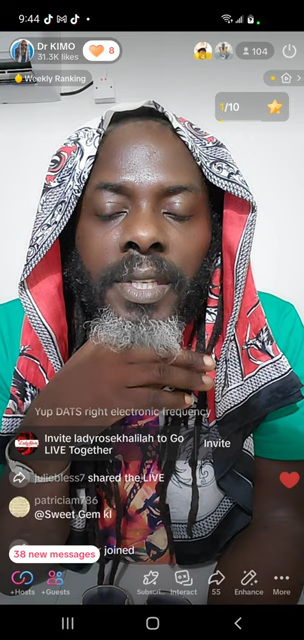 9:44
Dr KIMO
31.3K likes
8
104
Weekly Ranking
1/10
Yup DATS right electronic frequency
Invite ladyrosekhalilah to Go
LIVE Together
Invite
juliebless7 shared the LIVE
patriciam786
@Sweet Gem kl
38 new messages
joined
+Hosts
+Guests
Interact
55
Enhance
More